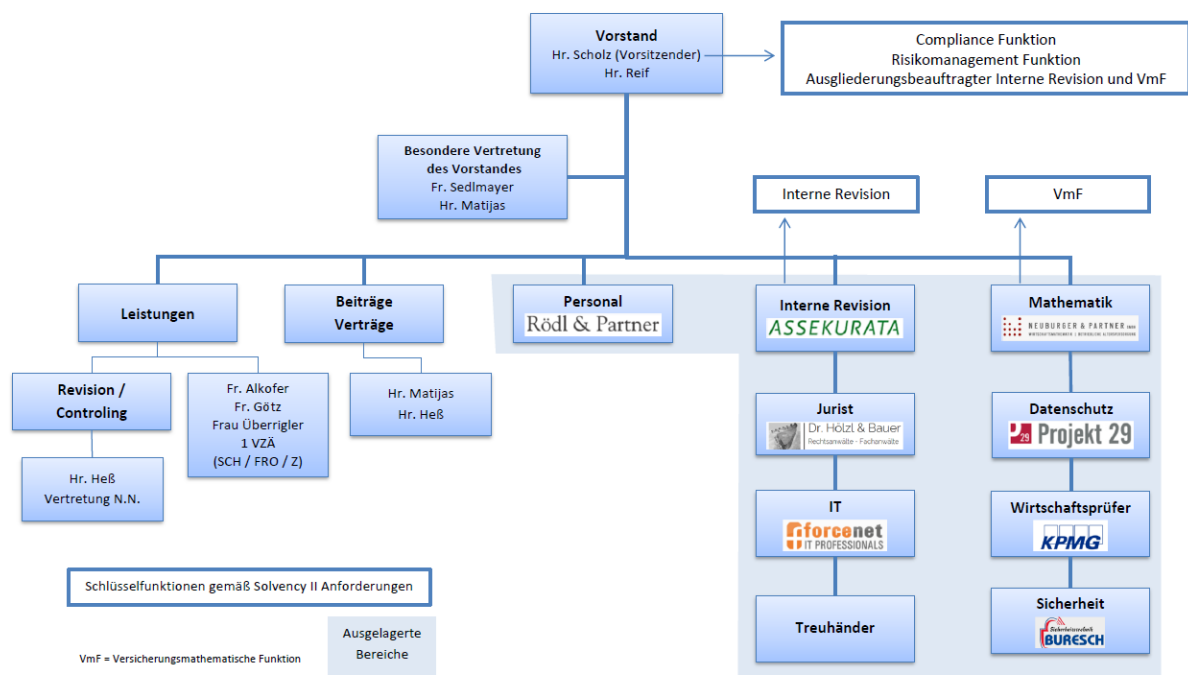 Vorstand
Hr. Scholz (Vorsitzender)
Hr. Reif
Compliance Funktion
Risikomanagement Funktion
Ausgliederungsbeauftragter Interne Revision und VmF
Besondere Vertretung
des Vorstandes
Fr. Sedlmayer
Hr. Matijas
Interne Revision
VmF
Leistungen
Beiträge
Verträge
Personal
Rödl & Partner
Interne Revision
ASSEKURATA
Mathematik
NEUBURGER & PARTNER
Revision /
Controling
Hr. Heß
Vertretung N.N.
Fr. Alkofer
Fr. Götz
Frau Überrigler
1 VZÄ
(SCH / FRO / Z)
Hr. Matijas
Hr. Heß
Jurist
Dr. Hölzl & Bauer
Rechtsanwälte - Fachanwälte
Datenschutz
29 Projekt 29
IT
forcenet
IT PROFESSIONALS
Wirtschaftsprüfer
KPMG
Treuhänder
Sicherheit
Sicherheitstechnik
BURESCH
Schlüsselfunktionen gemäß Solvency II Anforderungen
Ausgelagerte
Bereiche
VmF = Versicherungsmathematische Funktion